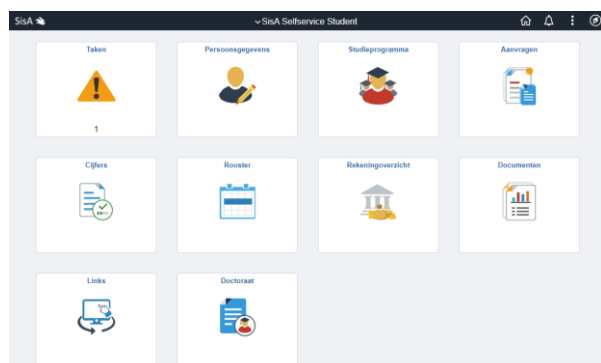 SisA
SisA Selfservice Student
Taken
Persoonsgegevens
Studieprogramma
Aanvragen
1
Cijfers
Rooster
Rekeningoverzicht
Documenten
Links
Doctoraat